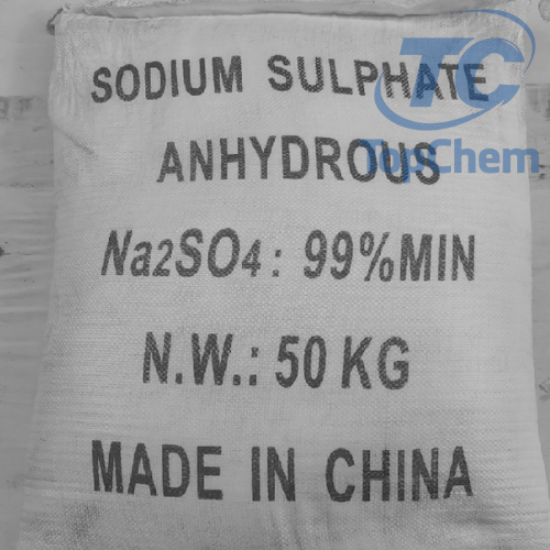 TC
TopChem
SODIUM SULPHATE
ANHYDROUS
Na2SO4: 99%MIN
N.W.: 50 KG
MADE IN CHINA